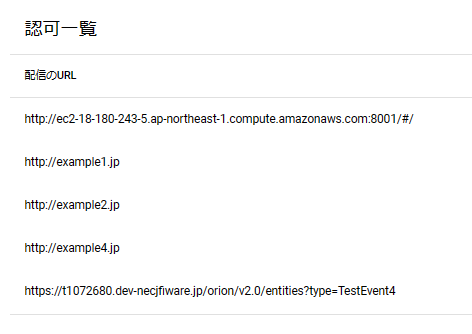 認可一覧
配信のURL
http://ec2-18-180-243-5.ap-northeast-1.compute.amazonaws.com:8001/#/
http://example1.jp
http://example2.jp
http://example4.jp
https://t1072680.dev-necjfiware.jp/orion/v2.0/entities?type=TestEvent4